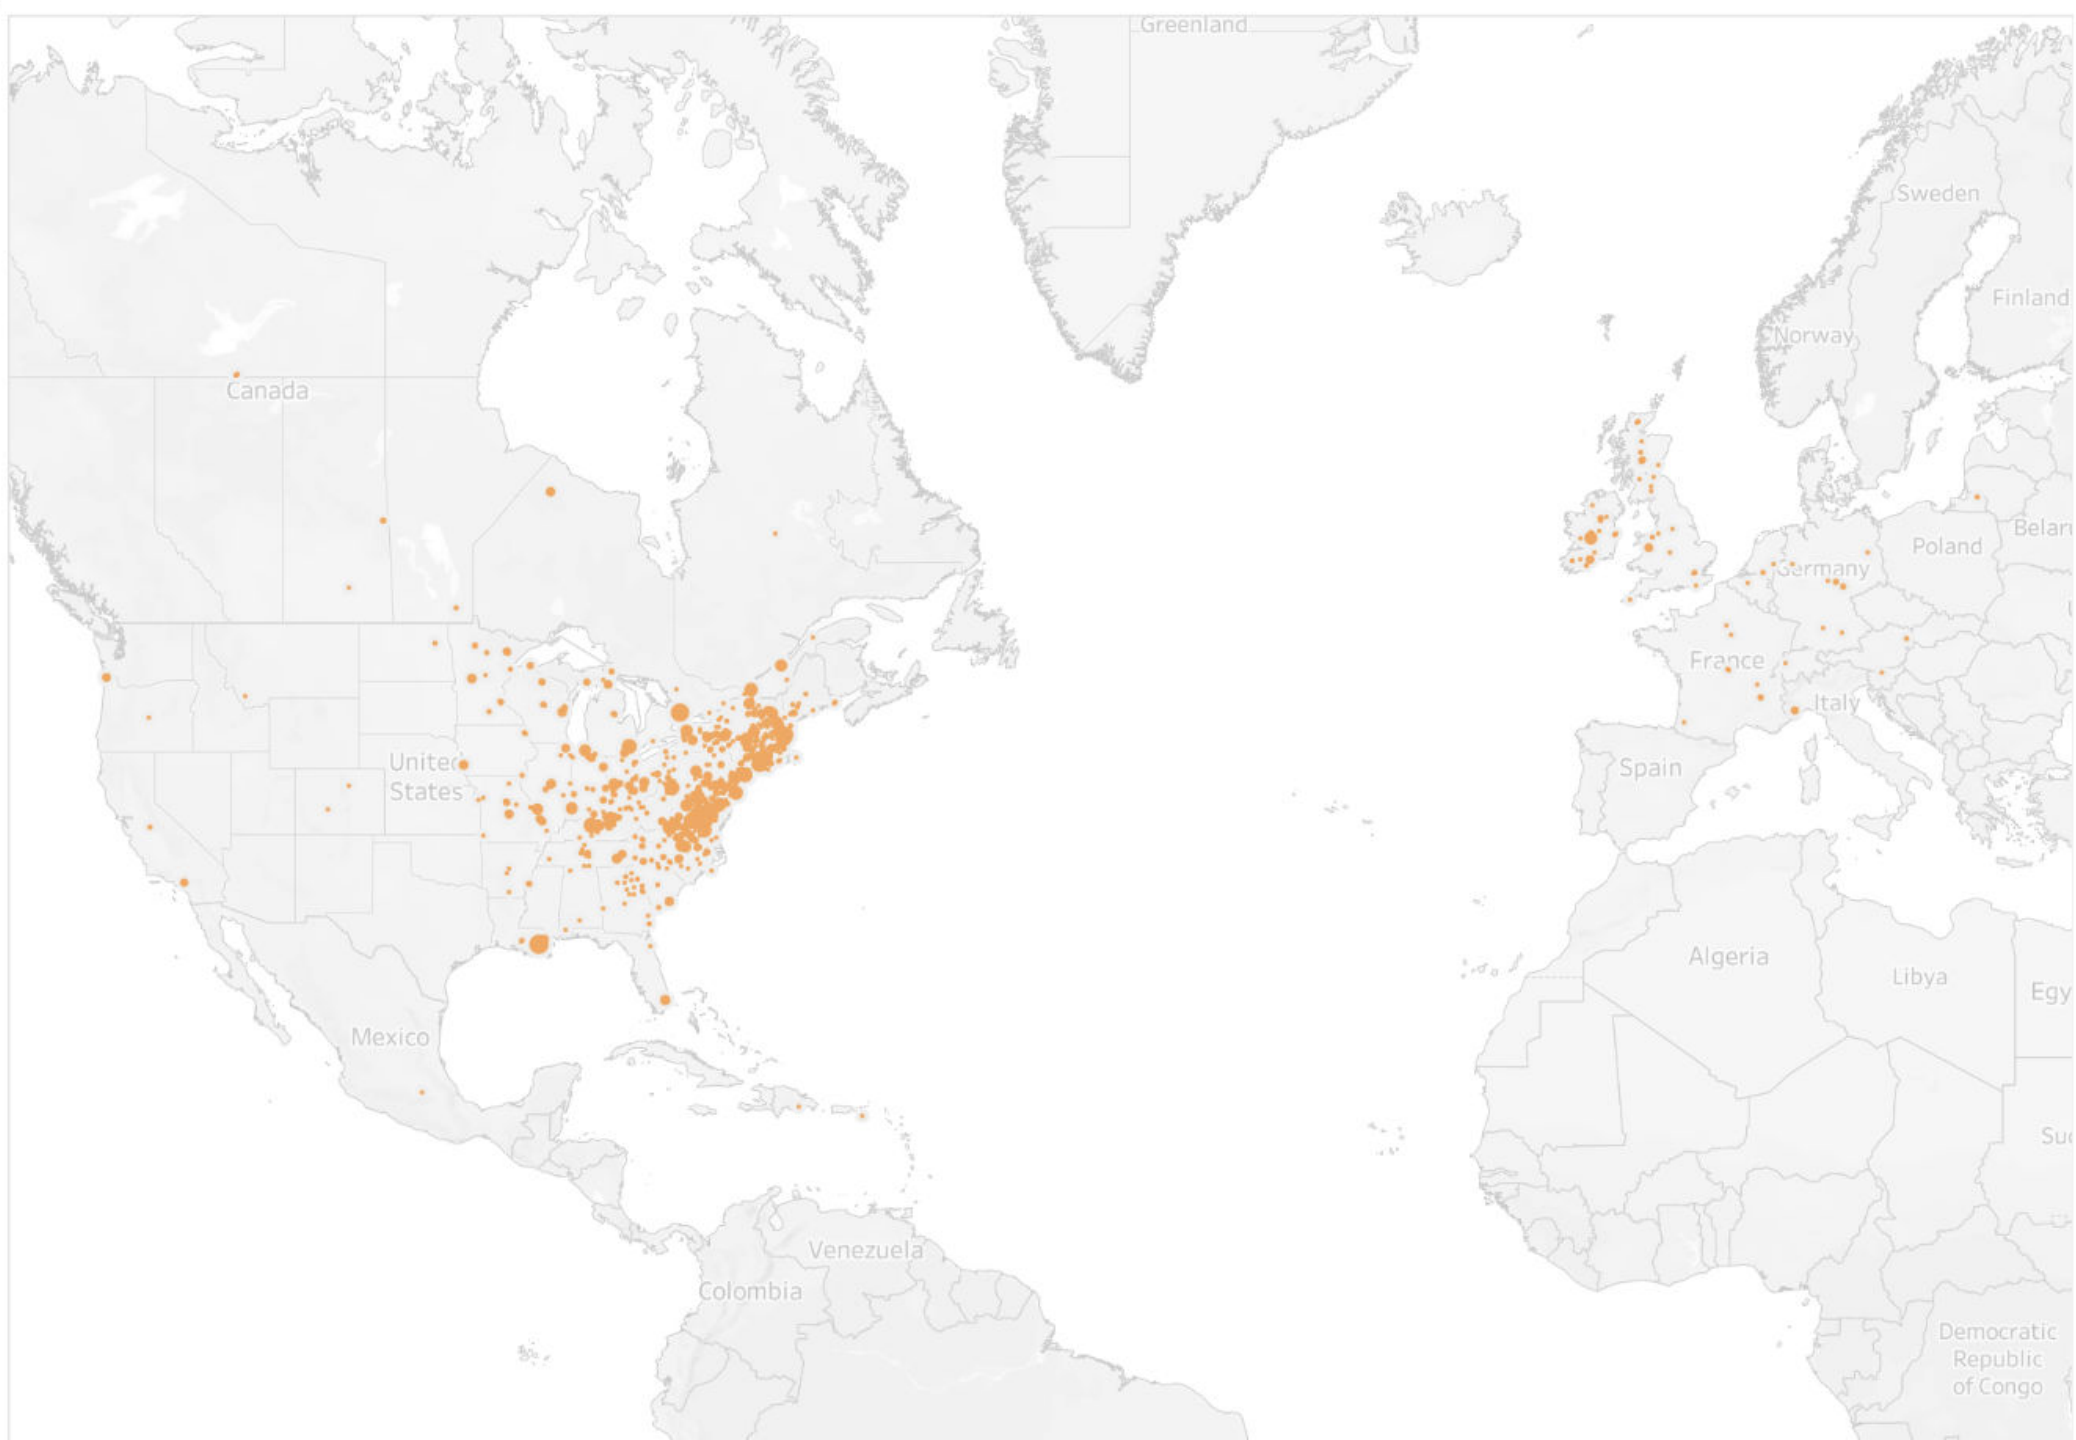 Greenland
Sweden
Finland
Norway
Canada
Belaru
Poland
Germany
France
Italy
United
States
Spain
Algeria
Libya
Egy
Mexico
Su
Venezuela
Colombia
Democratic
Republic
of Congo